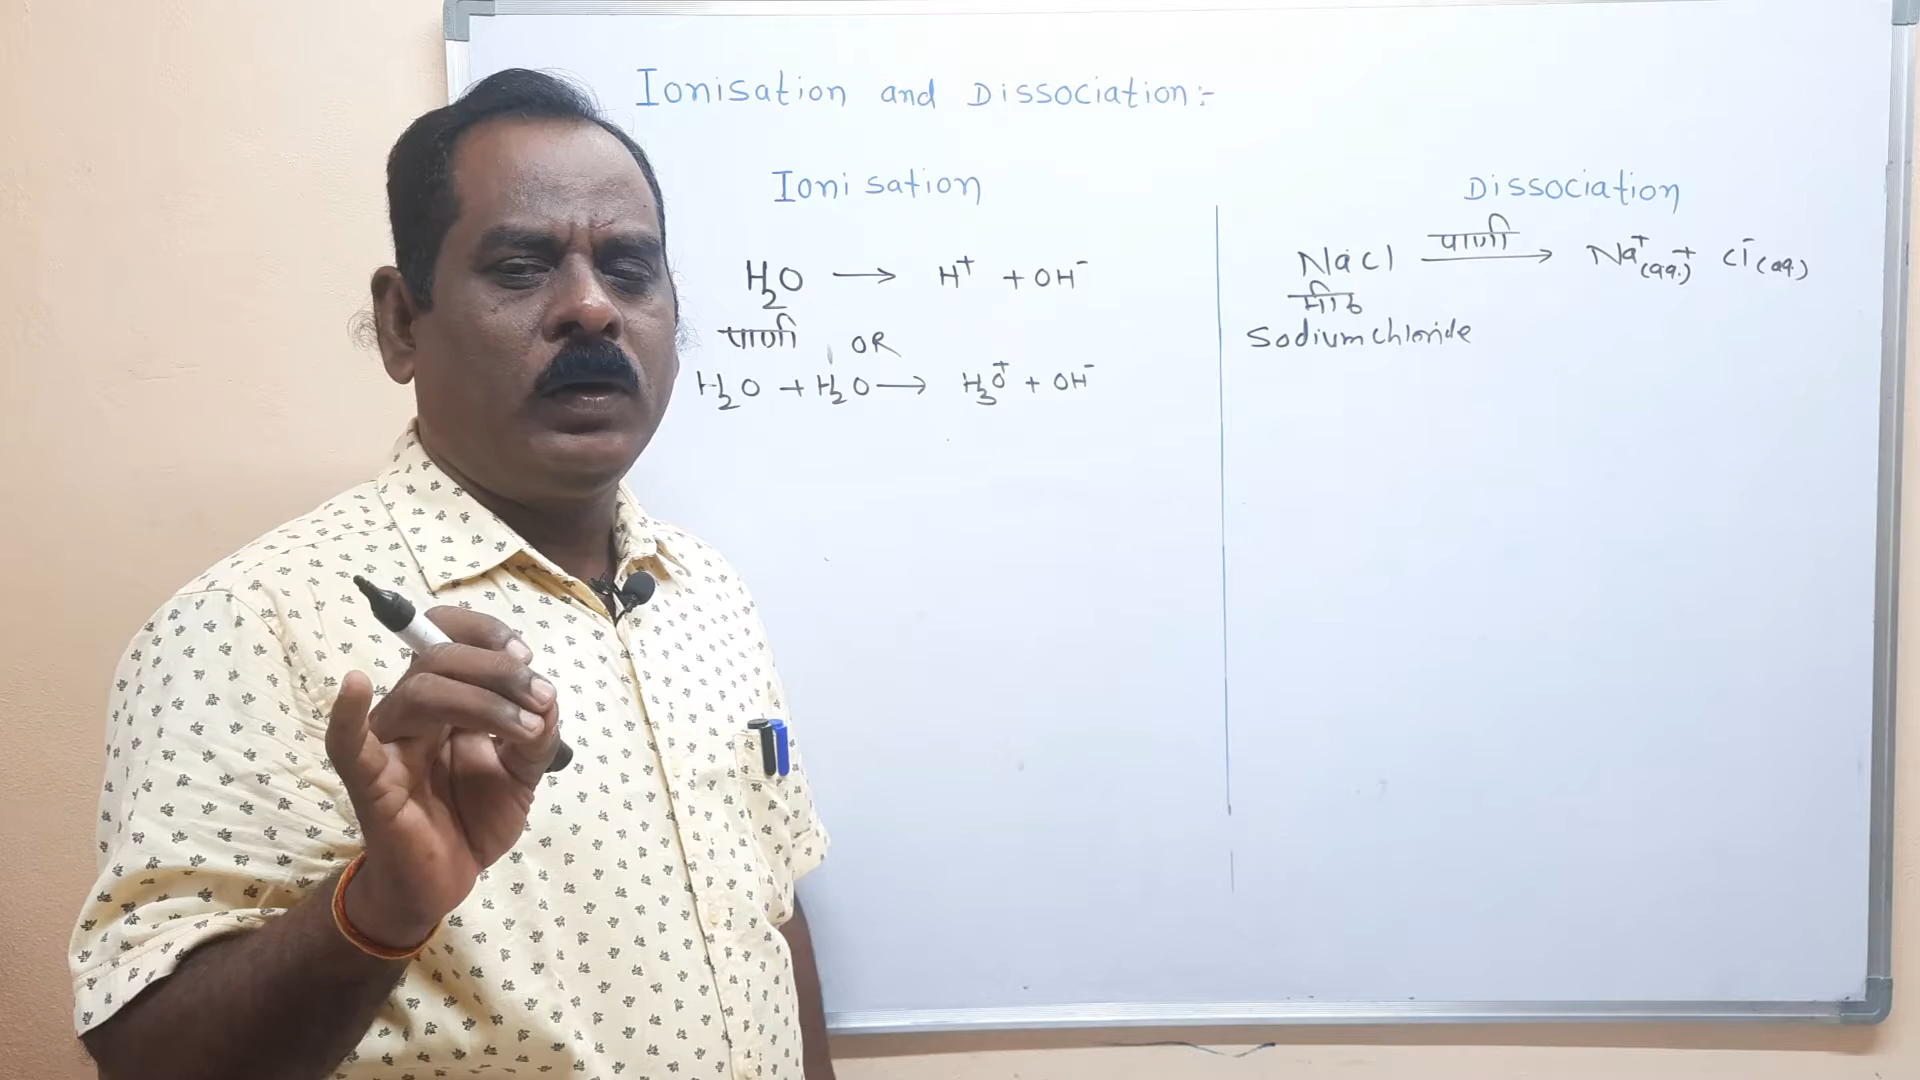 Ionisation and Dissociation:-
Ionisation
H₂O → H⁺ + OH⁻
पाणी
OR
H₂O + H₂O → H₃O⁺ + OH⁻
Dissociation
NaCl पाणी → Na⁺(aq.) + Cl⁻(aq.)
मीठ
Sodium chloride